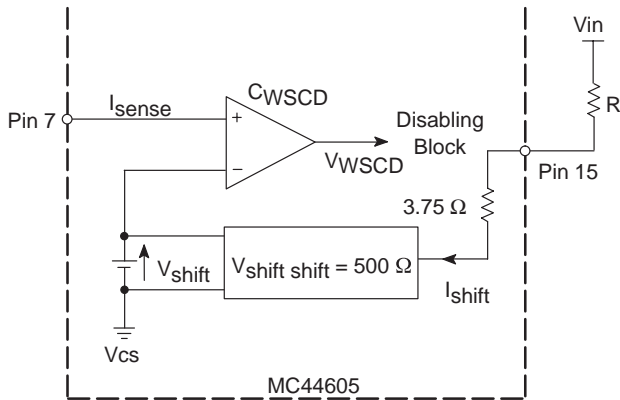 Vin
R
Pin 7
Isense
CWSCD
+
−
VWSCD
Disabling
Block
Pin 15
3.75 Ω
Vshift
Vshift shift = 500 Ω
Ishift
Vcs
MC44605